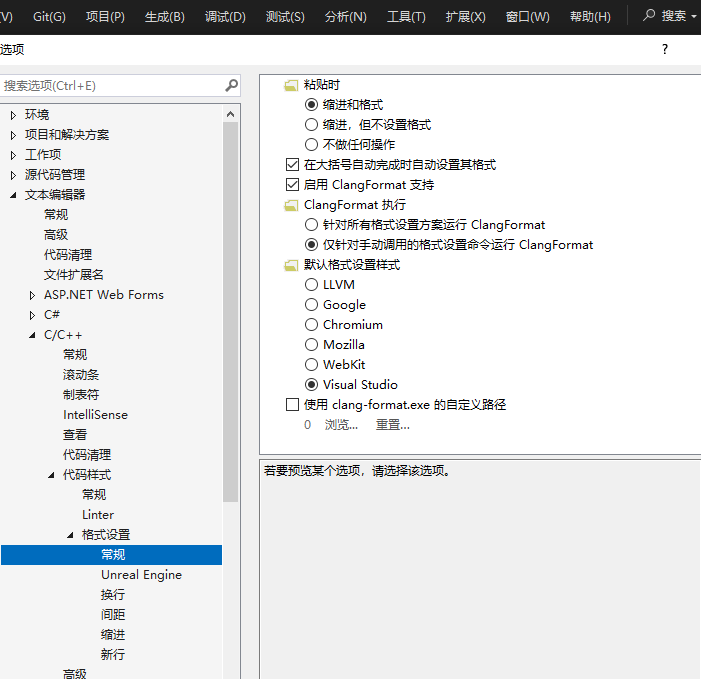 (V) Git(G) 项目(P) 生成(B) 调试(D) 测试(S) 分析(N) 工具(T) 扩展(X) 窗口(W) 帮助(H) 搜索
选项 ?
搜索选项(Ctrl+E)
环境
项目和解决方案
工作项
源代码管理
文本编辑器
常规
高级
代码清理
文件扩展名
ASP.NET Web Forms
C#
C/C++
常规
滚动条
制表符
IntelliSense
查看
代码清理
代码样式
常规
Linter
格式设置
常规
Unreal Engine
换行
间距
缩进
新行
高级
粘贴时
缩进和格式
缩进，但不设置格式
不做任何操作
在大括号自动完成时自动设置其格式
启用 ClangFormat 支持
ClangFormat 执行
针对所有格式设置方案运行 ClangFormat
仅针对手动调用的格式设置命令运行 ClangFormat
默认格式设置样式
LLVM
Google
Chromium
Mozilla
WebKit
Visual Studio
使用 clang-format.exe 的自定义路径
0 浏览... 重置...
若要预览某个选项，请选择该选项。